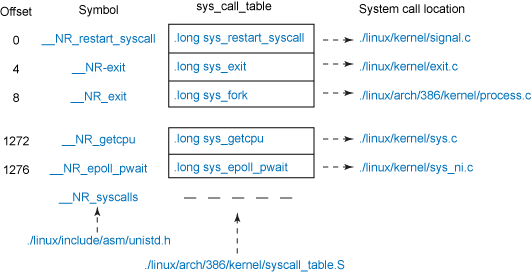 Offset Symbol sys_call_table System call location
0 __NR_restart_syscall .long sys_restart_syscall ./linux/kernel/signal.c
4 __NR-exit .long sys_exit ./linux/kernel/exit.c
8 __NR_exit .long sys_fork ./linux/arch/386/kernel/process.c
1272 __NR_getcpu .long sys_getcpu ./linux/kernel/sys.c
1276 __NR_epoll_pwait .long sys_epoll_pwait ./linux/kernel/sys_ni.c
__NR_syscalls
./linux/include/asm/unistd.h
./linux/arch/386/kernel/syscall_table.S